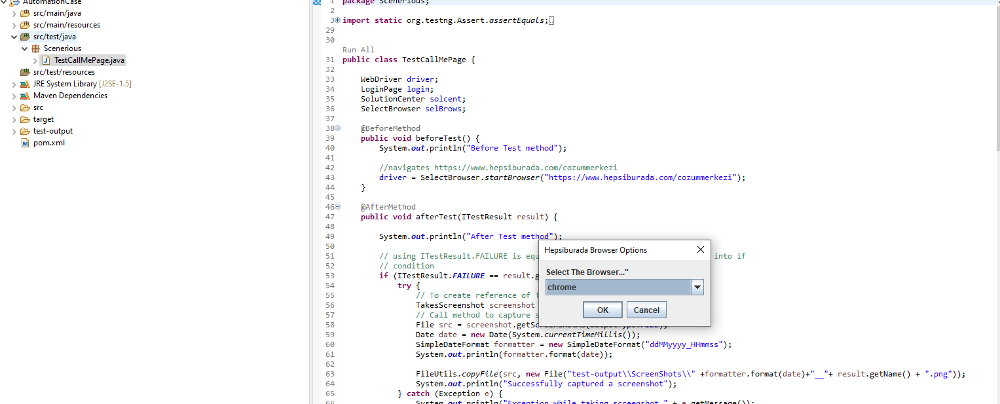 AutomationCase
src/main/java
src/main/resources
src/test/java
Scenerious
TestCallMePage.java
src/test/resources
JRE System Library [J2SE-1.5]
Maven Dependencies
src
target
test-output
pom.xml
1 package Scenerious;
2
3 import static org.testng.Assert.assertEquals;
29
30
Run All
31 public class TestCallMePage {
32
33 WebDriver driver;
34 LoginPage login;
35 SolutionCenter solcent;
36 SelectBrowser selBrows;
37
38 @BeforeMethod
39 public void beforeTest() {
40 System.out.println("Before Test method");
41
42 //navigates https://www.hepsiburada.com/cozummerkezi
43 driver = SelectBrowser.startBrowser("https://www.hepsiburada.com/cozummerkezi");
44 }
45
46 @AfterMethod
47 public void afterTest(ITestResult result) {
48
49 System.out.println("After Test method");
50
51 // using ITestResult.FAILURE is equ into if
52 // condition
53 if (ITestResult.FAILURE == result.g
54 try {
55 // To create reference of T
56 TakesScreenshot screenshot
57 // Call method to capture s
58 File src = screenshot.getScreenshotAs(OutputType.FILE);
59 Date date = new Date(System.currentTimeMillis());
60 SimpleDateFormat formatter = new SimpleDateFormat("ddMMyyyy_HHmmss");
61 System.out.println(formatter.format(date));
62
63 FileUtils.copyFile(src, new File("test-output\\ScreenShots\\" +formatter.format(date)+"__"+ result.getName() + ".png"));
64 System.out.println("Successfully captured a screenshot");
65 } catch (Exception e) {
66 System.out.println("Exception while taking screenshot " + e.getMessage());
Hepsiburada Browser Options
Select The Browser..."
chrome
OK
Cancel